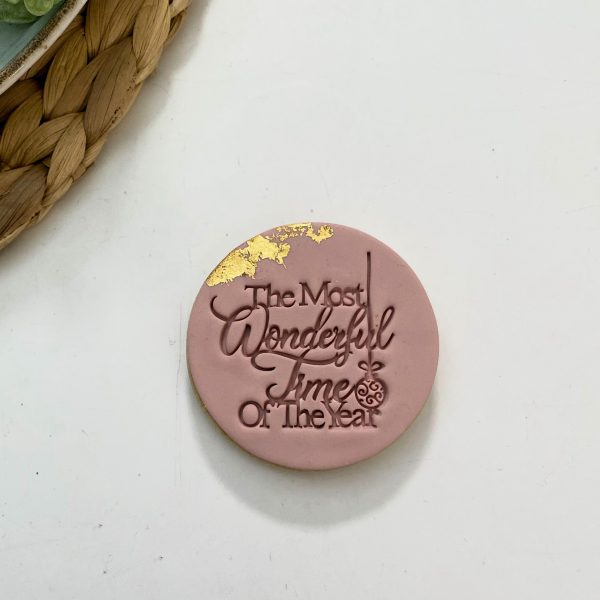 The Most
Wonderful
Time
Of The Year